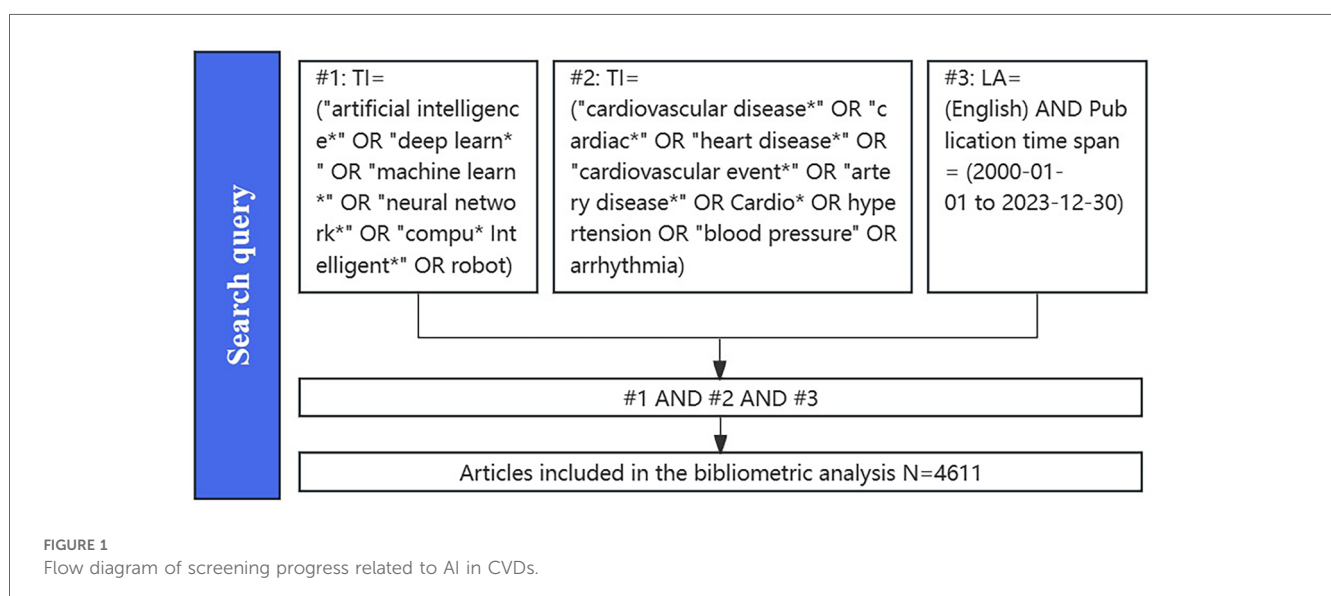 Search query
#1: TI=
("artificial intelligenc
e*" OR "deep learn*
" OR "machine learn
*" OR "neural netwo
rk*" OR "compu* Int
elligent*" OR robot)
#2: TI=
("cardiovascular disease*" OR "c
ardiac*" OR "heart disease*" OR
"cardiovascular event*" OR "arte
ry disease*" OR Cardio* OR hype
rtension OR "blood pressure" OR
arrhythmia)
#3: LA=
(English) AND Pu
blication time span
= (2000-01-
01 to 2023-12-30)
#1 AND #2 AND #3
Articles included in the bibliometric analysis N=4611
FIGURE 1
Flow diagram of screening progress related to AI in CVDs.